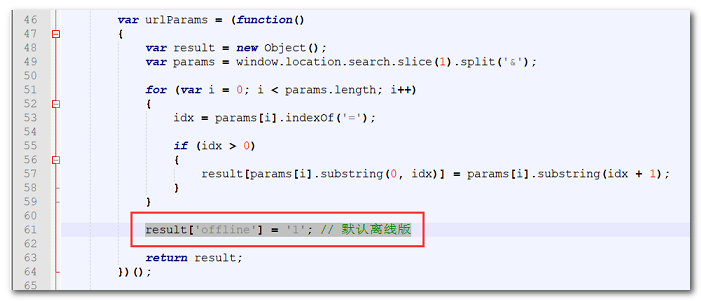 46 var urlParams = (function()
47 {
48 var result = new Object();
49 var params = window.location.search.slice(1).split('&');
50
51 for (var i = 0; i < params.length; i++)
52 {
53 idx = params[i].indexOf('=');
54
55 if (idx > 0)
56 {
57 result[params[i].substring(0, idx)] = params[i].substring(idx + 1);
58 }
59 }
60
61 result['offline'] = '1'; // 默认离线版
62
63 return result;
64 })();
65